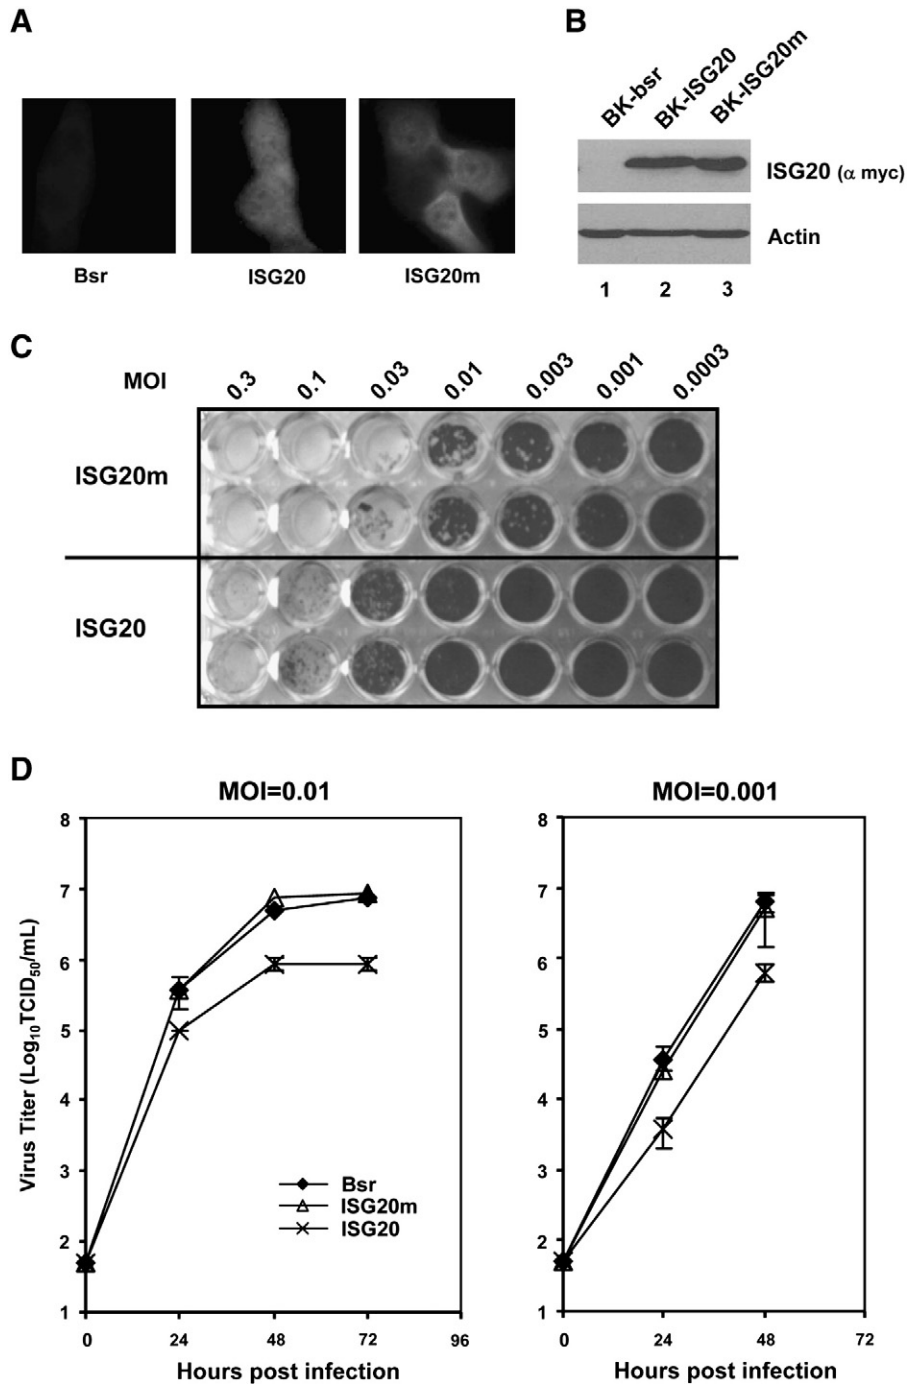 A
Bsr
ISG20
ISG20m
B
BK-bsr
BK-ISG20
BK-ISG20m
ISG20 (α myc)
Actin
1 2 3
C
MOI 0.3 0.1 0.03 0.01 0.003 0.001 0.0003
ISG20m
ISG20
D
MOI=0.01
MOI=0.001
Virus Titer (Log10TCID50/mL)
8
7
6
5
4
3
2
1
Bsr
ISG20m
ISG20
0 24 48 72 96
Hours post infection
8
7
6
5
4
3
2
1
0 24 48 72
Hours post infection